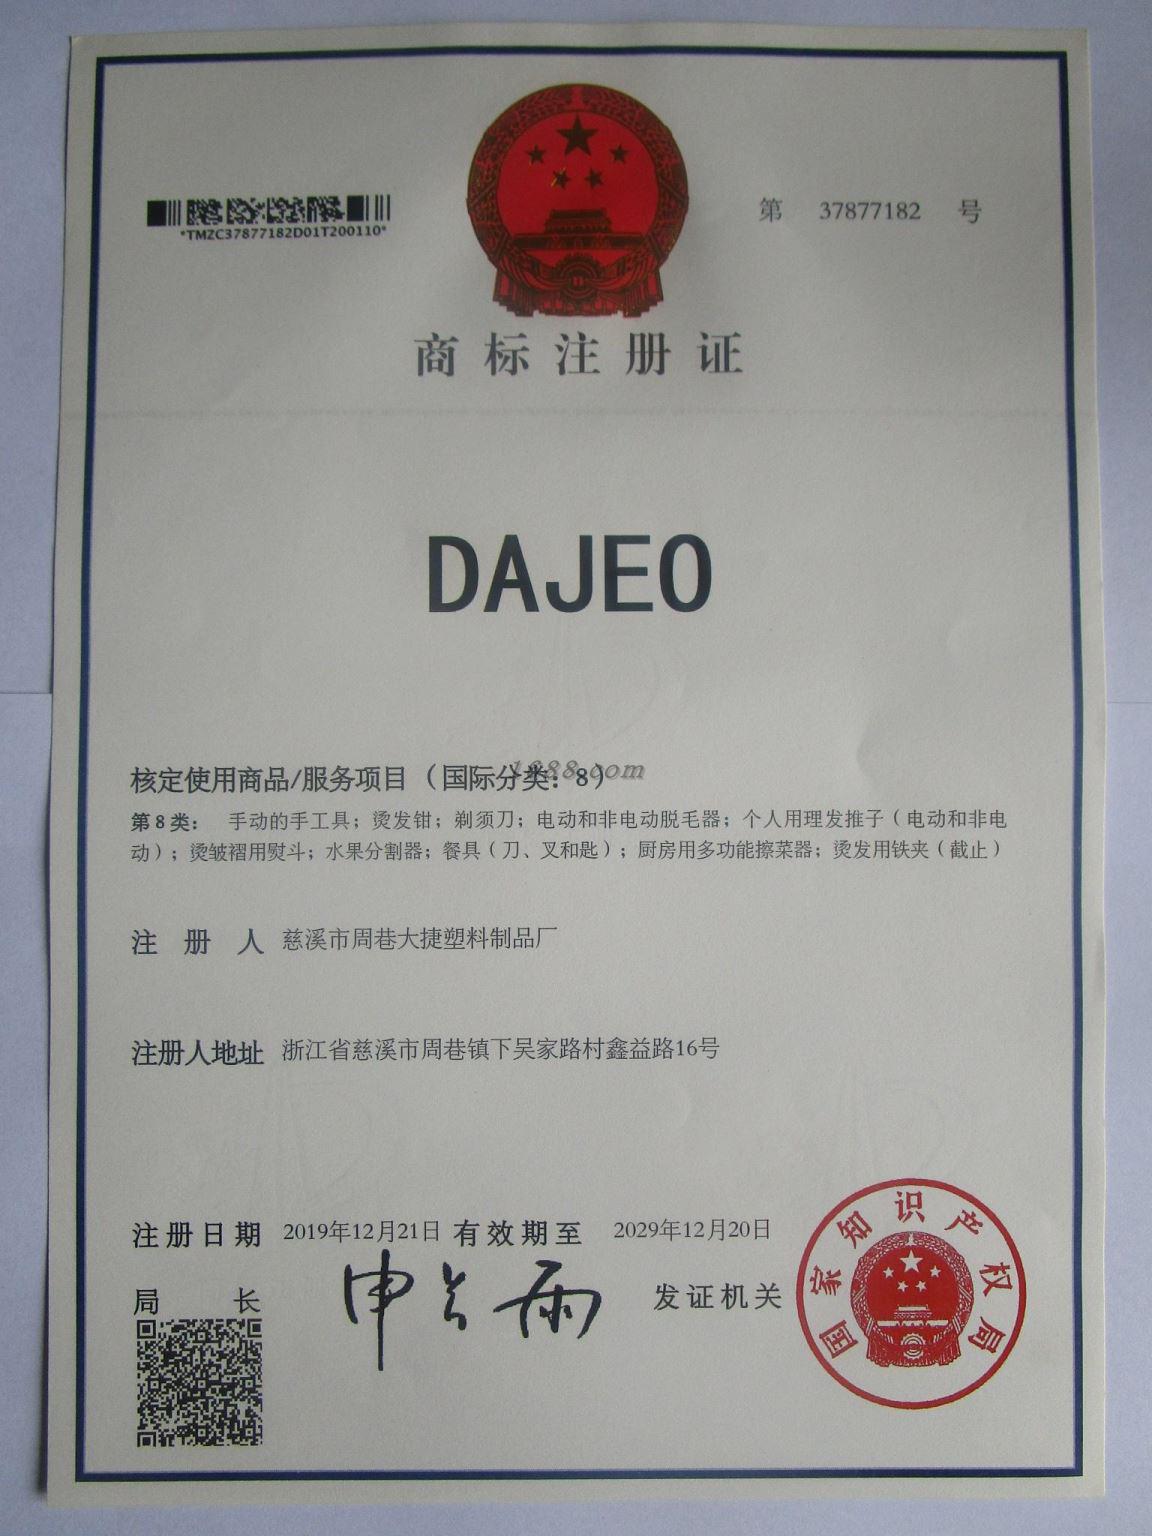 *TMZC37877182D01T200110*
第 37877182 号
商标注册证
DAJEO
1688.com
核定使用商品/服务项目（国际分类：8）
第8类： 手动的手工具；烫发钳；剃须刀；电动和非电动脱毛器；个人用理发推子（电动和非电
动）；烫皱褶用熨斗；水果分割器；餐具（刀、叉和匙）；厨房用多功能擦菜器；烫发用铁夹（截止）
注册人 慈溪市周巷大捷塑料制品厂
注册人地址 浙江省慈溪市周巷镇下吴家路村鑫益路16号
注册日期 2019年12月21日 有效期至 2029年12月20日
局长 申长雨 发证机关
国家知识产权局